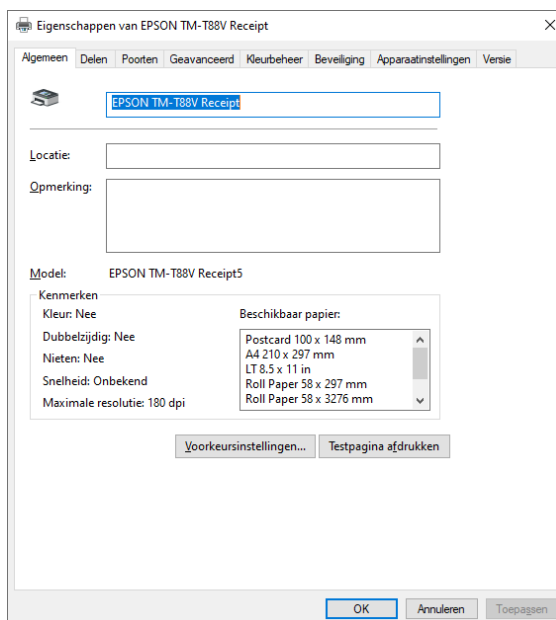 Eigenschappen van EPSON TM-T88V Receipt
Algemeen Delen Poorten Geavanceerd Kleurbeheer Beveiliging Apparaatinstellingen Versie
EPSON TM-T88V Receipt
Locatie:
Opmerking:
Model: EPSON TM-T88V Receipt5
Kenmerken
Kleur: Nee
Dubbelzijdig: Nee
Nieten: Nee
Snelheid: Onbekend
Maximale resolutie: 180 dpi
Beschikbaar papier:
Postcard 100 x 148 mm
A4 210 x 297 mm
LT 8.5 x 11 in
Roll Paper 58 x 297 mm
Roll Paper 58 x 3276 mm
Voorkeursinstellingen... Testpagina afdrukken
OK Annuleren Toepassen